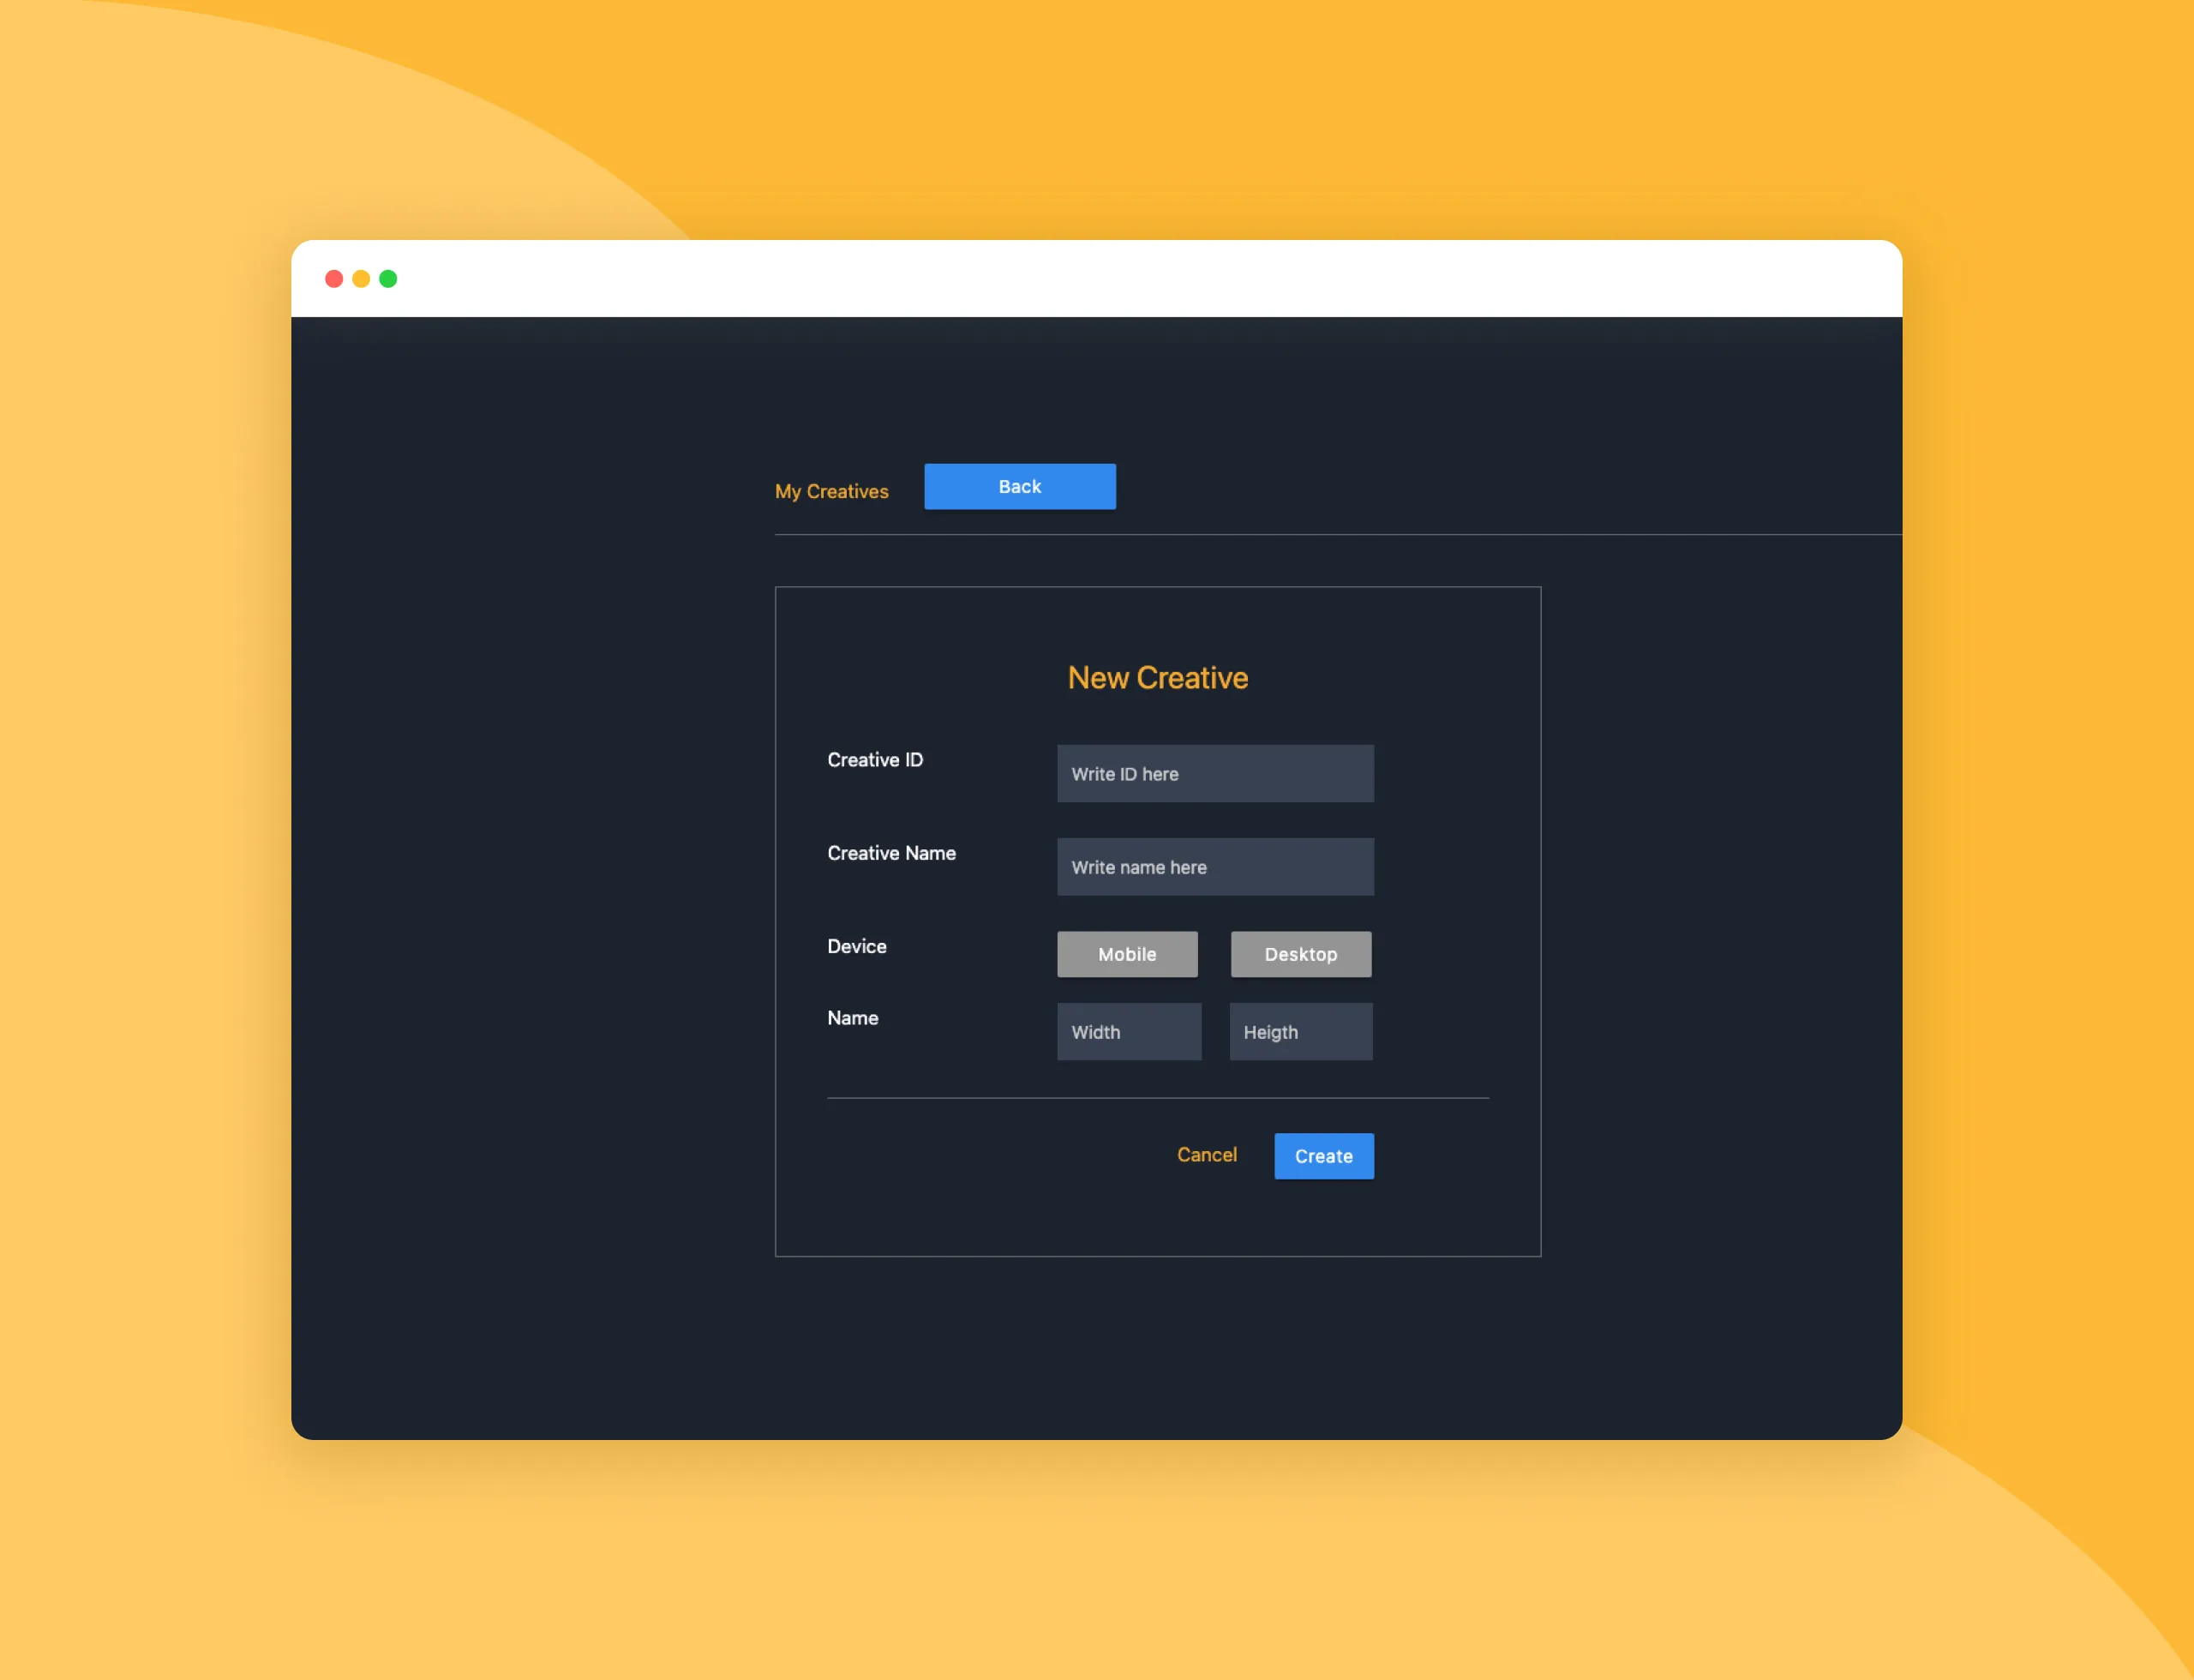 My Creatives Back
New Creative
Creative ID Write ID here
Creative Name Write name here
Device Mobile Desktop
Name Width Heigth
Cancel Create